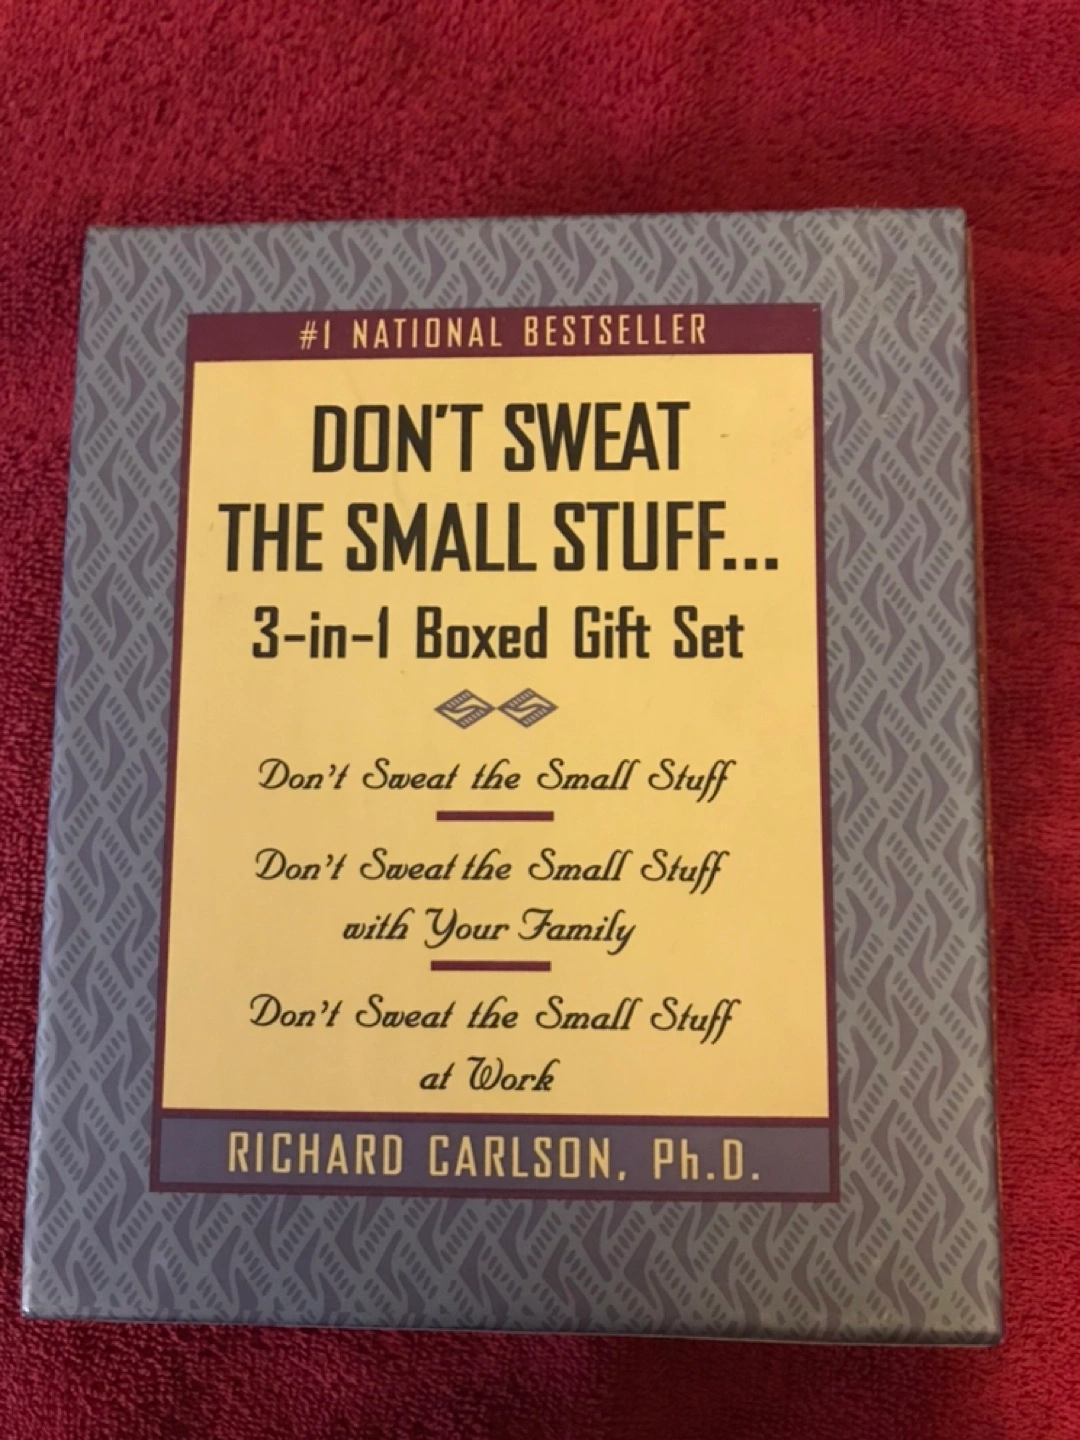 #1 NATIONAL BESTSELLER
DON'T SWEAT
THE SMALL STUFF...
3-in-1 Boxed Gift Set
Don't Sweat the Small Stuff
Don't Sweat the Small Stuff
with Your Family
Don't Sweat the Small Stuff
at Work
RICHARD CARLSON, Ph.D.